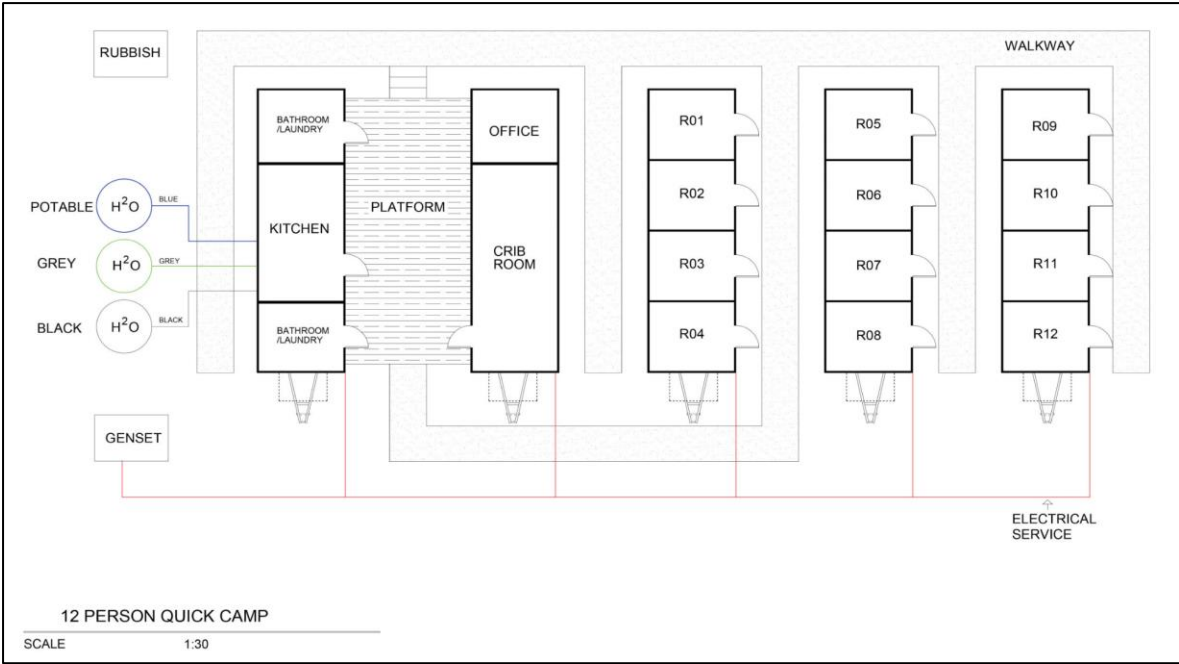 RUBBISH
WALKWAY
BATHROOM
/LAUNDRY
OFFICE
R01
R05
R09
POTABLE
H²O
BLUE
KITCHEN
PLATFORM
R02
R06
R10
GREY
H²O
GREY
CRIB
ROOM
R03
R07
R11
BLACK
H²O
BLACK
BATHROOM
/LAUNDRY
R04
R08
R12
GENSET
ELECTRICAL
SERVICE
12 PERSON QUICK CAMP
SCALE 1:30